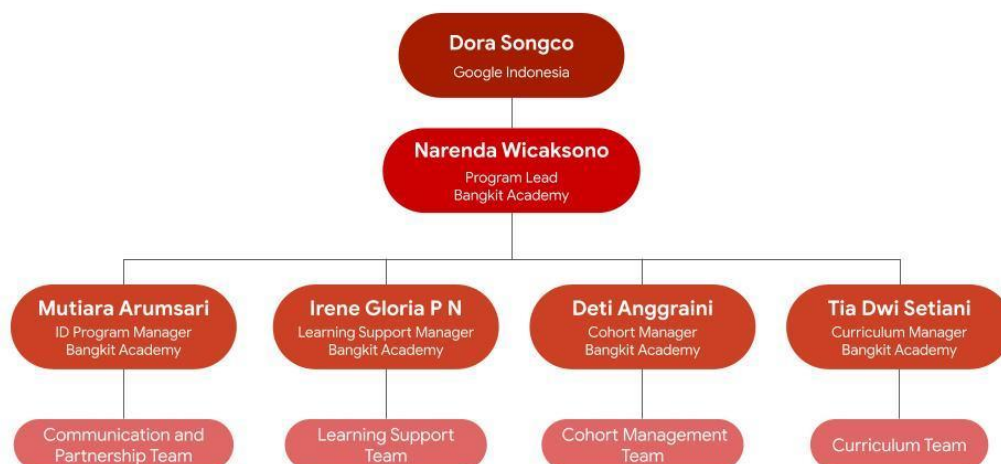 Dora Songco
Google Indonesia
Narenda Wicaksono
Program Lead
Bangkit Academy
Mutiara Arumsari
ID Program Manager
Bangkit Academy
Irene Gloria P N
Learning Support Manager
Bangkit Academy
Deti Anggraini
Cohort Manager
Bangkit Academy
Tia Dwi Setiani
Curriculum Manager
Bangkit Academy
Communication and
Partnership Team
Learning Support
Team
Cohort Management
Team
Curriculum Team